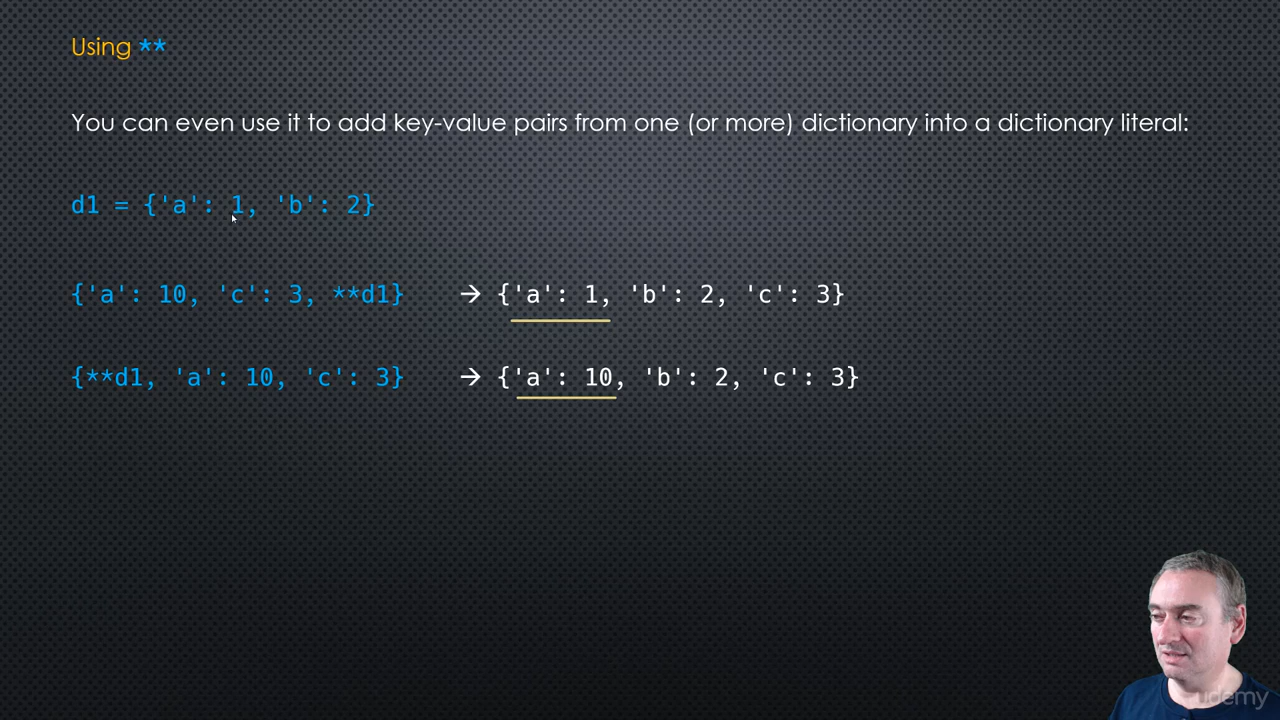 Using **
You can even use it to add key-value pairs from one (or more) dictionary into a dictionary literal:
d1 = {'a': 1, 'b': 2}
{'a': 10, 'c': 3, **d1} → {'a': 1, 'b': 2, 'c': 3}
{**d1, 'a': 10, 'c': 3} → {'a': 10, 'b': 2, 'c': 3}
udemy